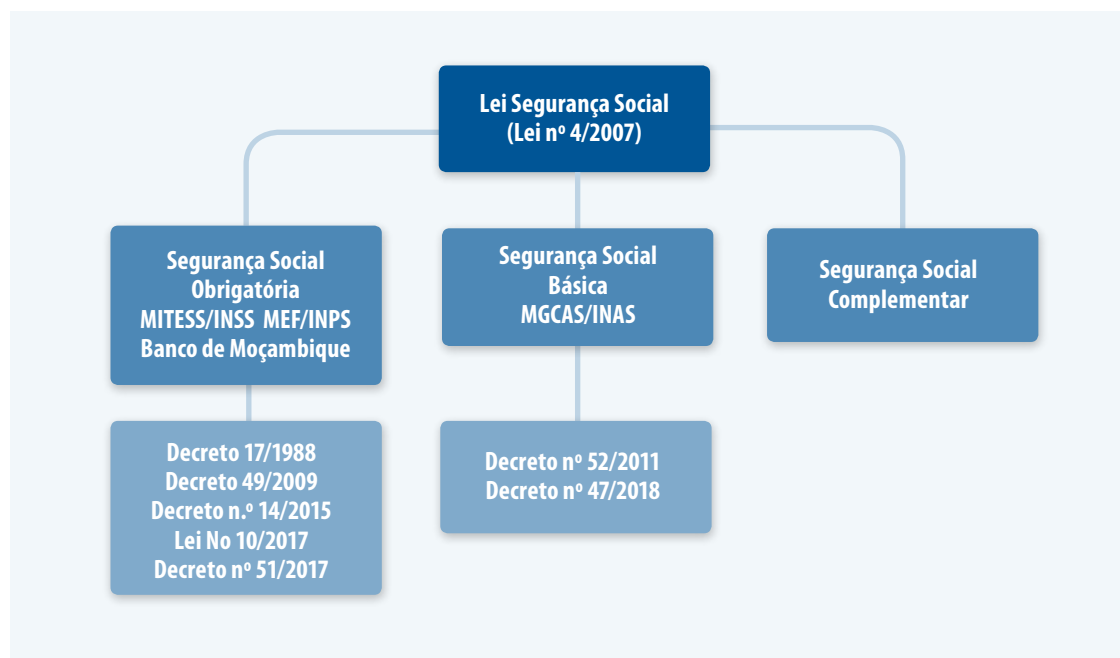 Lei Segurança Social
(Lei nº 4/2007)
Segurança Social
Obrigatória
MITESS/INSS MEF/INPS
Banco de Moçambique
Segurança Social
Básica
MGCAS/INAS
Segurança Social
Complementar
Decreto 17/1988
Decreto 49/2009
Decreto n.º 14/2015
Lei No 10/2017
Decreto nº 51/2017
Decreto nº 52/2011
Decreto nº 47/2018